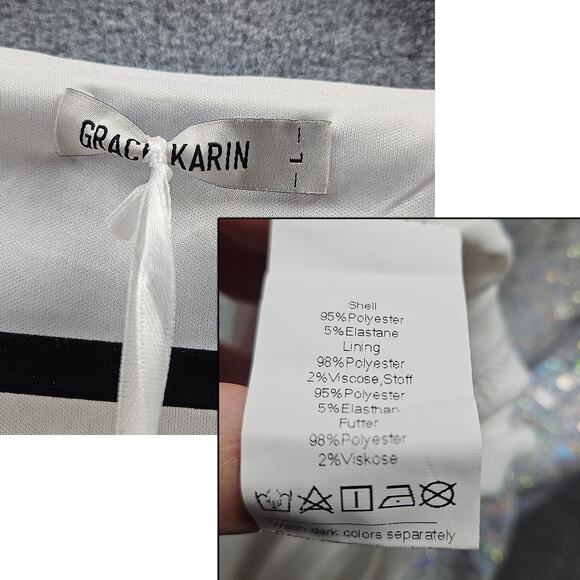 GRACE KARIN
L
Shell
95%Polyester
5%Elastane
Lining
98%Polyester
2%Viscose,Stoff
95%Polyester
5%Elasthan
Futter
98%Polyester
2%Viskose
Wash dark colors separately